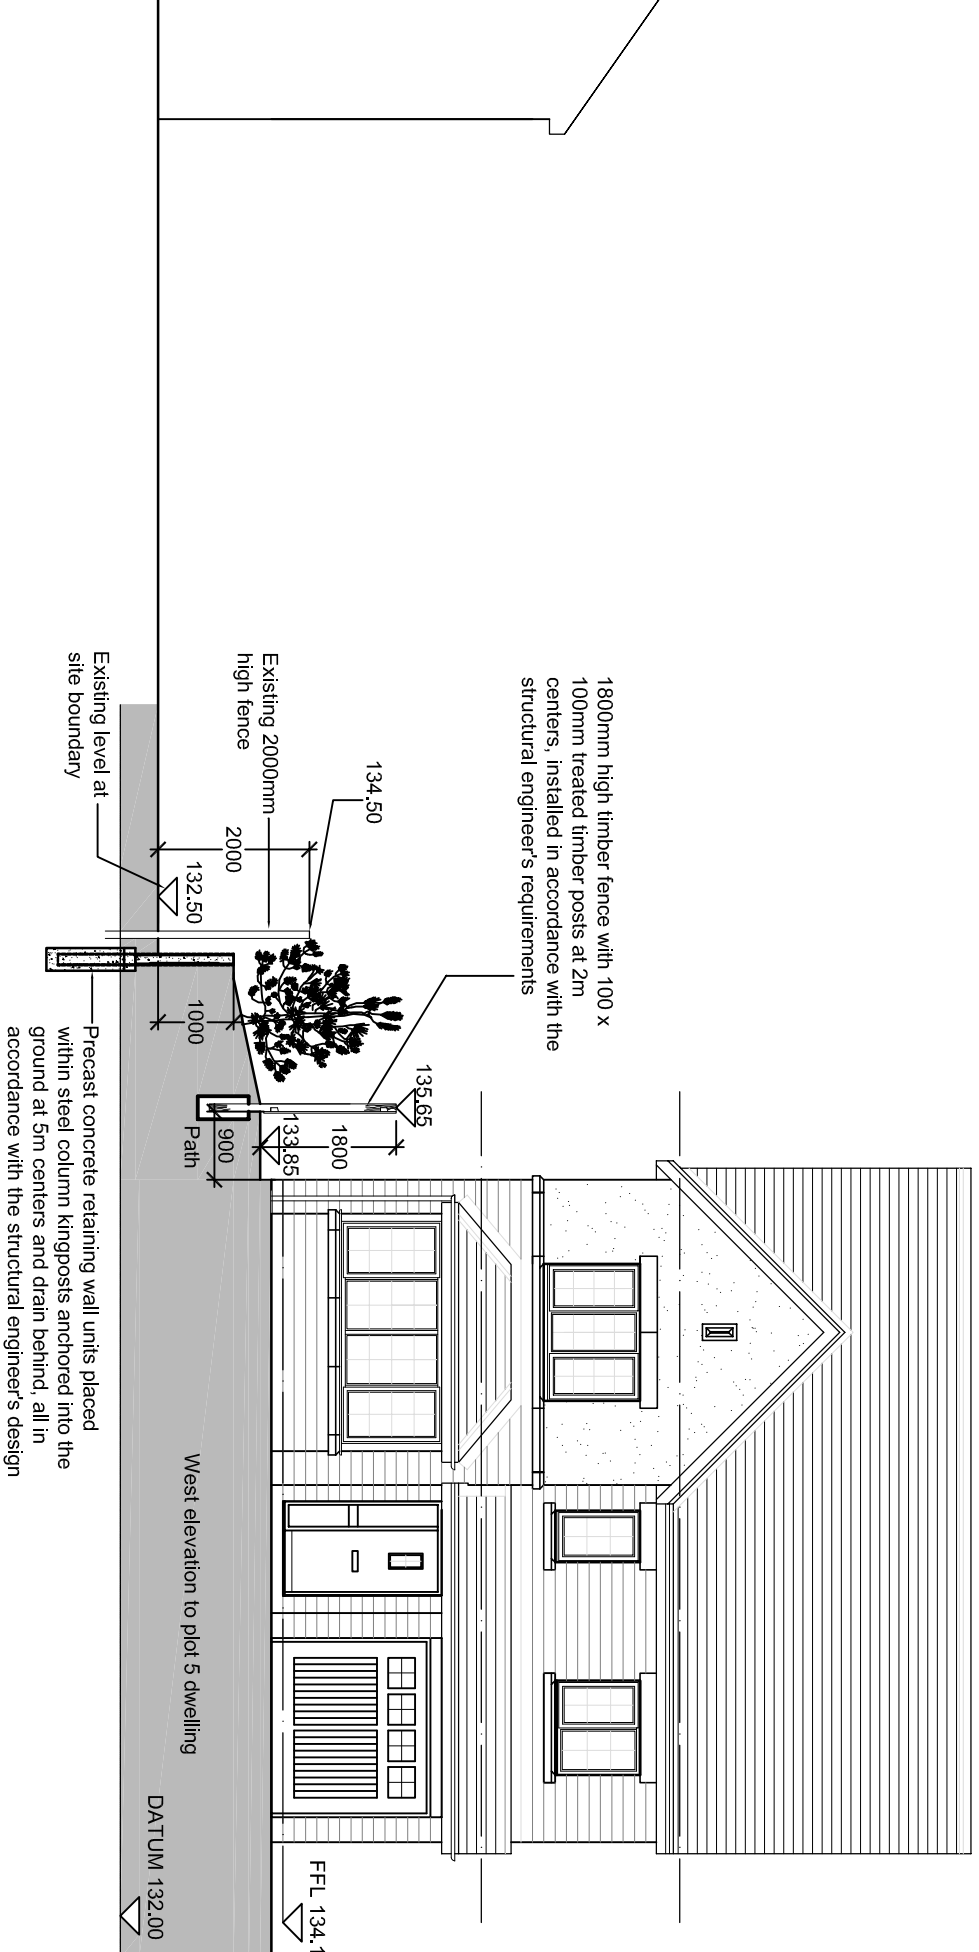 1800mm high timber fence with 100 x
100mm treated timber posts at 2m
centers, installed in accordance with the
structural engineer's requirements
134.50
135.65
Existing 2000mm
high fence
2000
1800
133.85
132.50
1000
900
Path
Existing level at
site boundary
Precast concrete retaining wall units placed
within steel column kingposts anchored into the
ground at 5m centers and drain behind, all in
accordance with the structural engineer's design
West elevation to plot 5 dwelling
FFL 134.1
DATUM 132.00